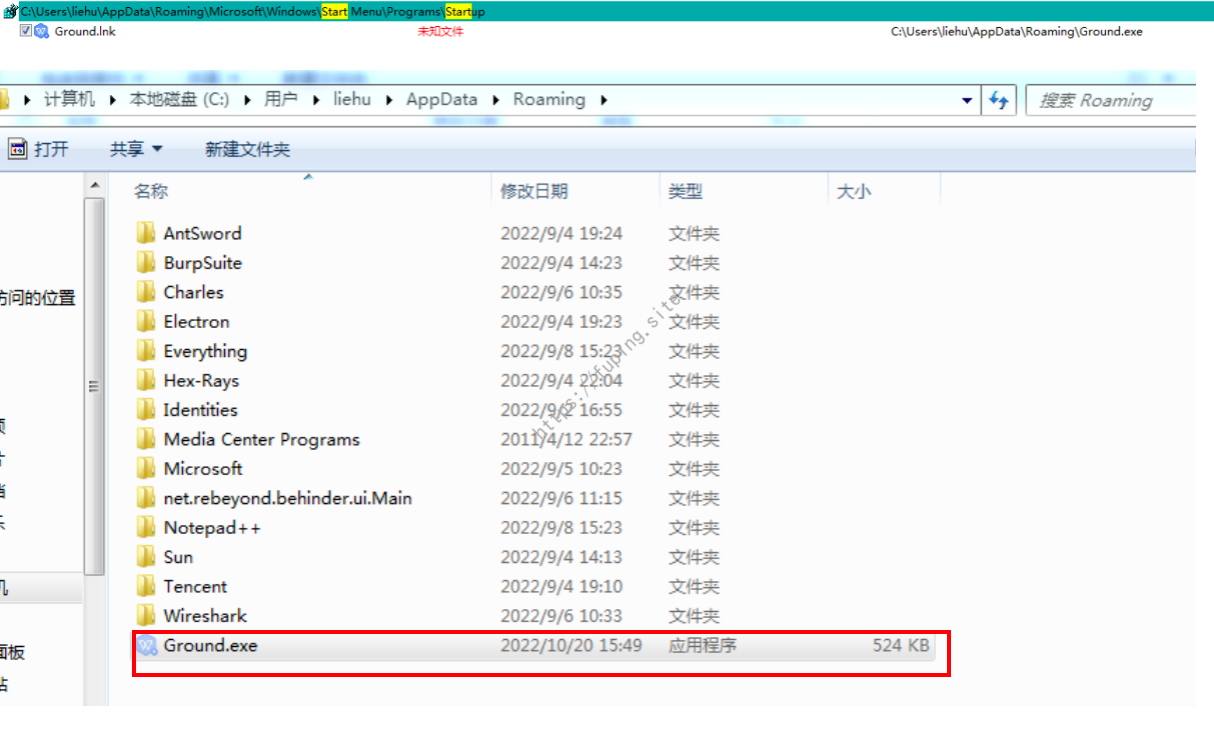 C:\Users\liehu\AppData\Roaming\Microsoft\Windows\Start Menu\Programs\Startup
Ground.lnk 未知文件 C:\Users\liehu\AppData\Roaming\Ground.exe
计算机 本地磁盘 (C:) 用户 liehu AppData Roaming 搜索 Roaming
打开 共享 新建文件夹
名称 修改日期 类型 大小
AntSword 2022/9/4 19:24 文件夹
BurpSuite 2022/9/4 14:23 文件夹
Charles 2022/9/6 10:35 文件夹
访问的位置
Electron 2022/9/4 19:23 文件夹
Everything 2022/9/8 15:23 文件夹
Hex-Rays 2022/9/4 22:04 文件夹
Identities 2022/9/2 16:55 文件夹
Media Center Programs 2011/4/12 22:57 文件夹
Microsoft 2022/9/5 10:23 文件夹
net.rebeyond.behinder.ui.Main 2022/9/6 11:15 文件夹
Notepad++ 2022/9/8 15:23 文件夹
Sun 2022/9/4 14:13 文件夹
Tencent 2022/9/4 19:10 文件夹
Wireshark 2022/9/6 10:33 文件夹
Ground.exe 2022/10/20 15:49 应用程序 524 KB
面板
https://fuping.site